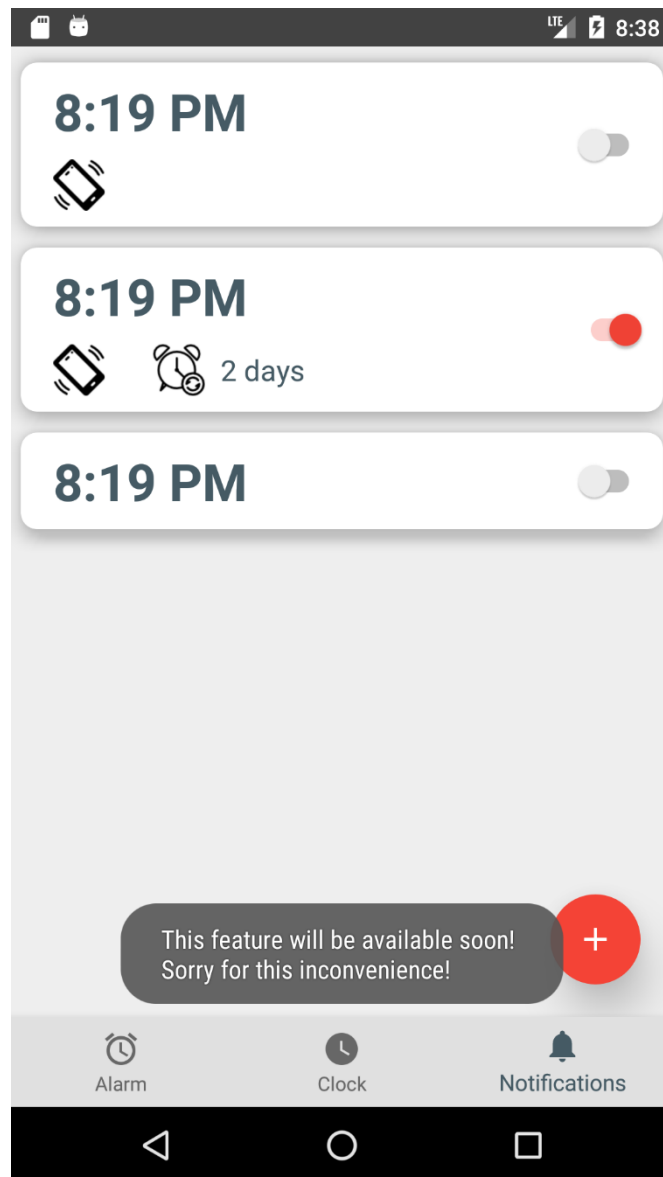 LTE 8:38
8:19 PM
8:19 PM
2 days
8:19 PM
This feature will be available soon!
Sorry for this inconvenience!
Alarm Clock Notifications